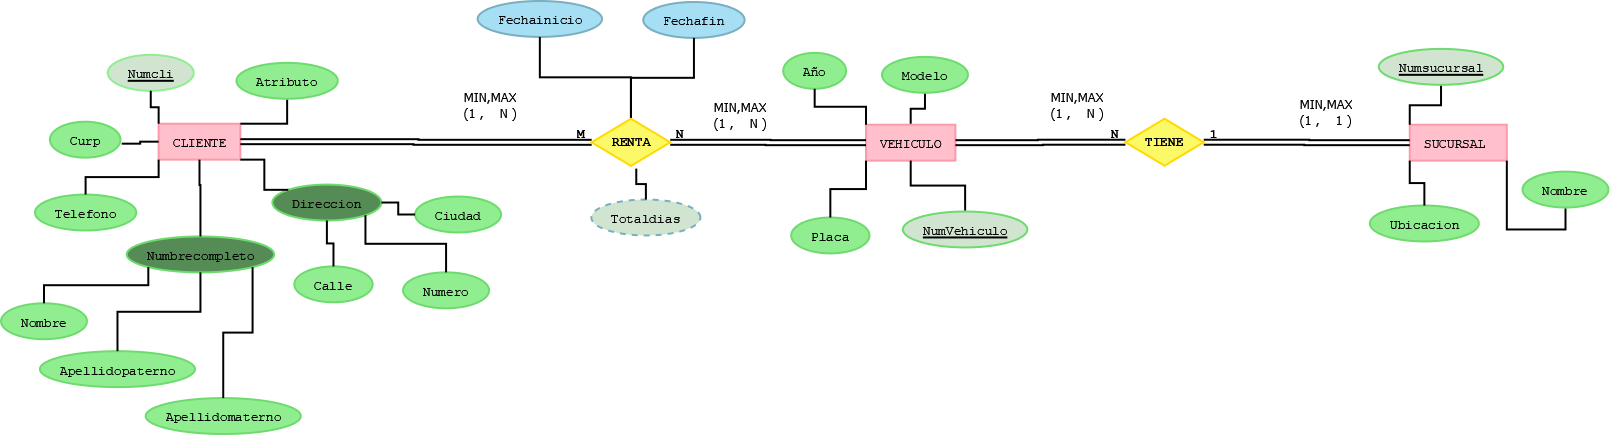 Fechainicio
Fechafin
Numcli
Atributo
Año
Modelo
Numsucursal
MIN,MAX
(1 , N )
MIN,MAX
(1 , N )
MIN,MAX
(1 , N )
MIN,MAX
(1 , 1 )
Curp
CLIENTE
M
RENTA
N
VEHICULO
N
TIENE
1
SUCURSAL
Telefono
Direccion
Ciudad
Totaldias
Placa
NumVehiculo
Ubicacion
Nombre
Numbrecompleto
Calle
Numero
Nombre
Apellidopaterno
Apellidomaterno